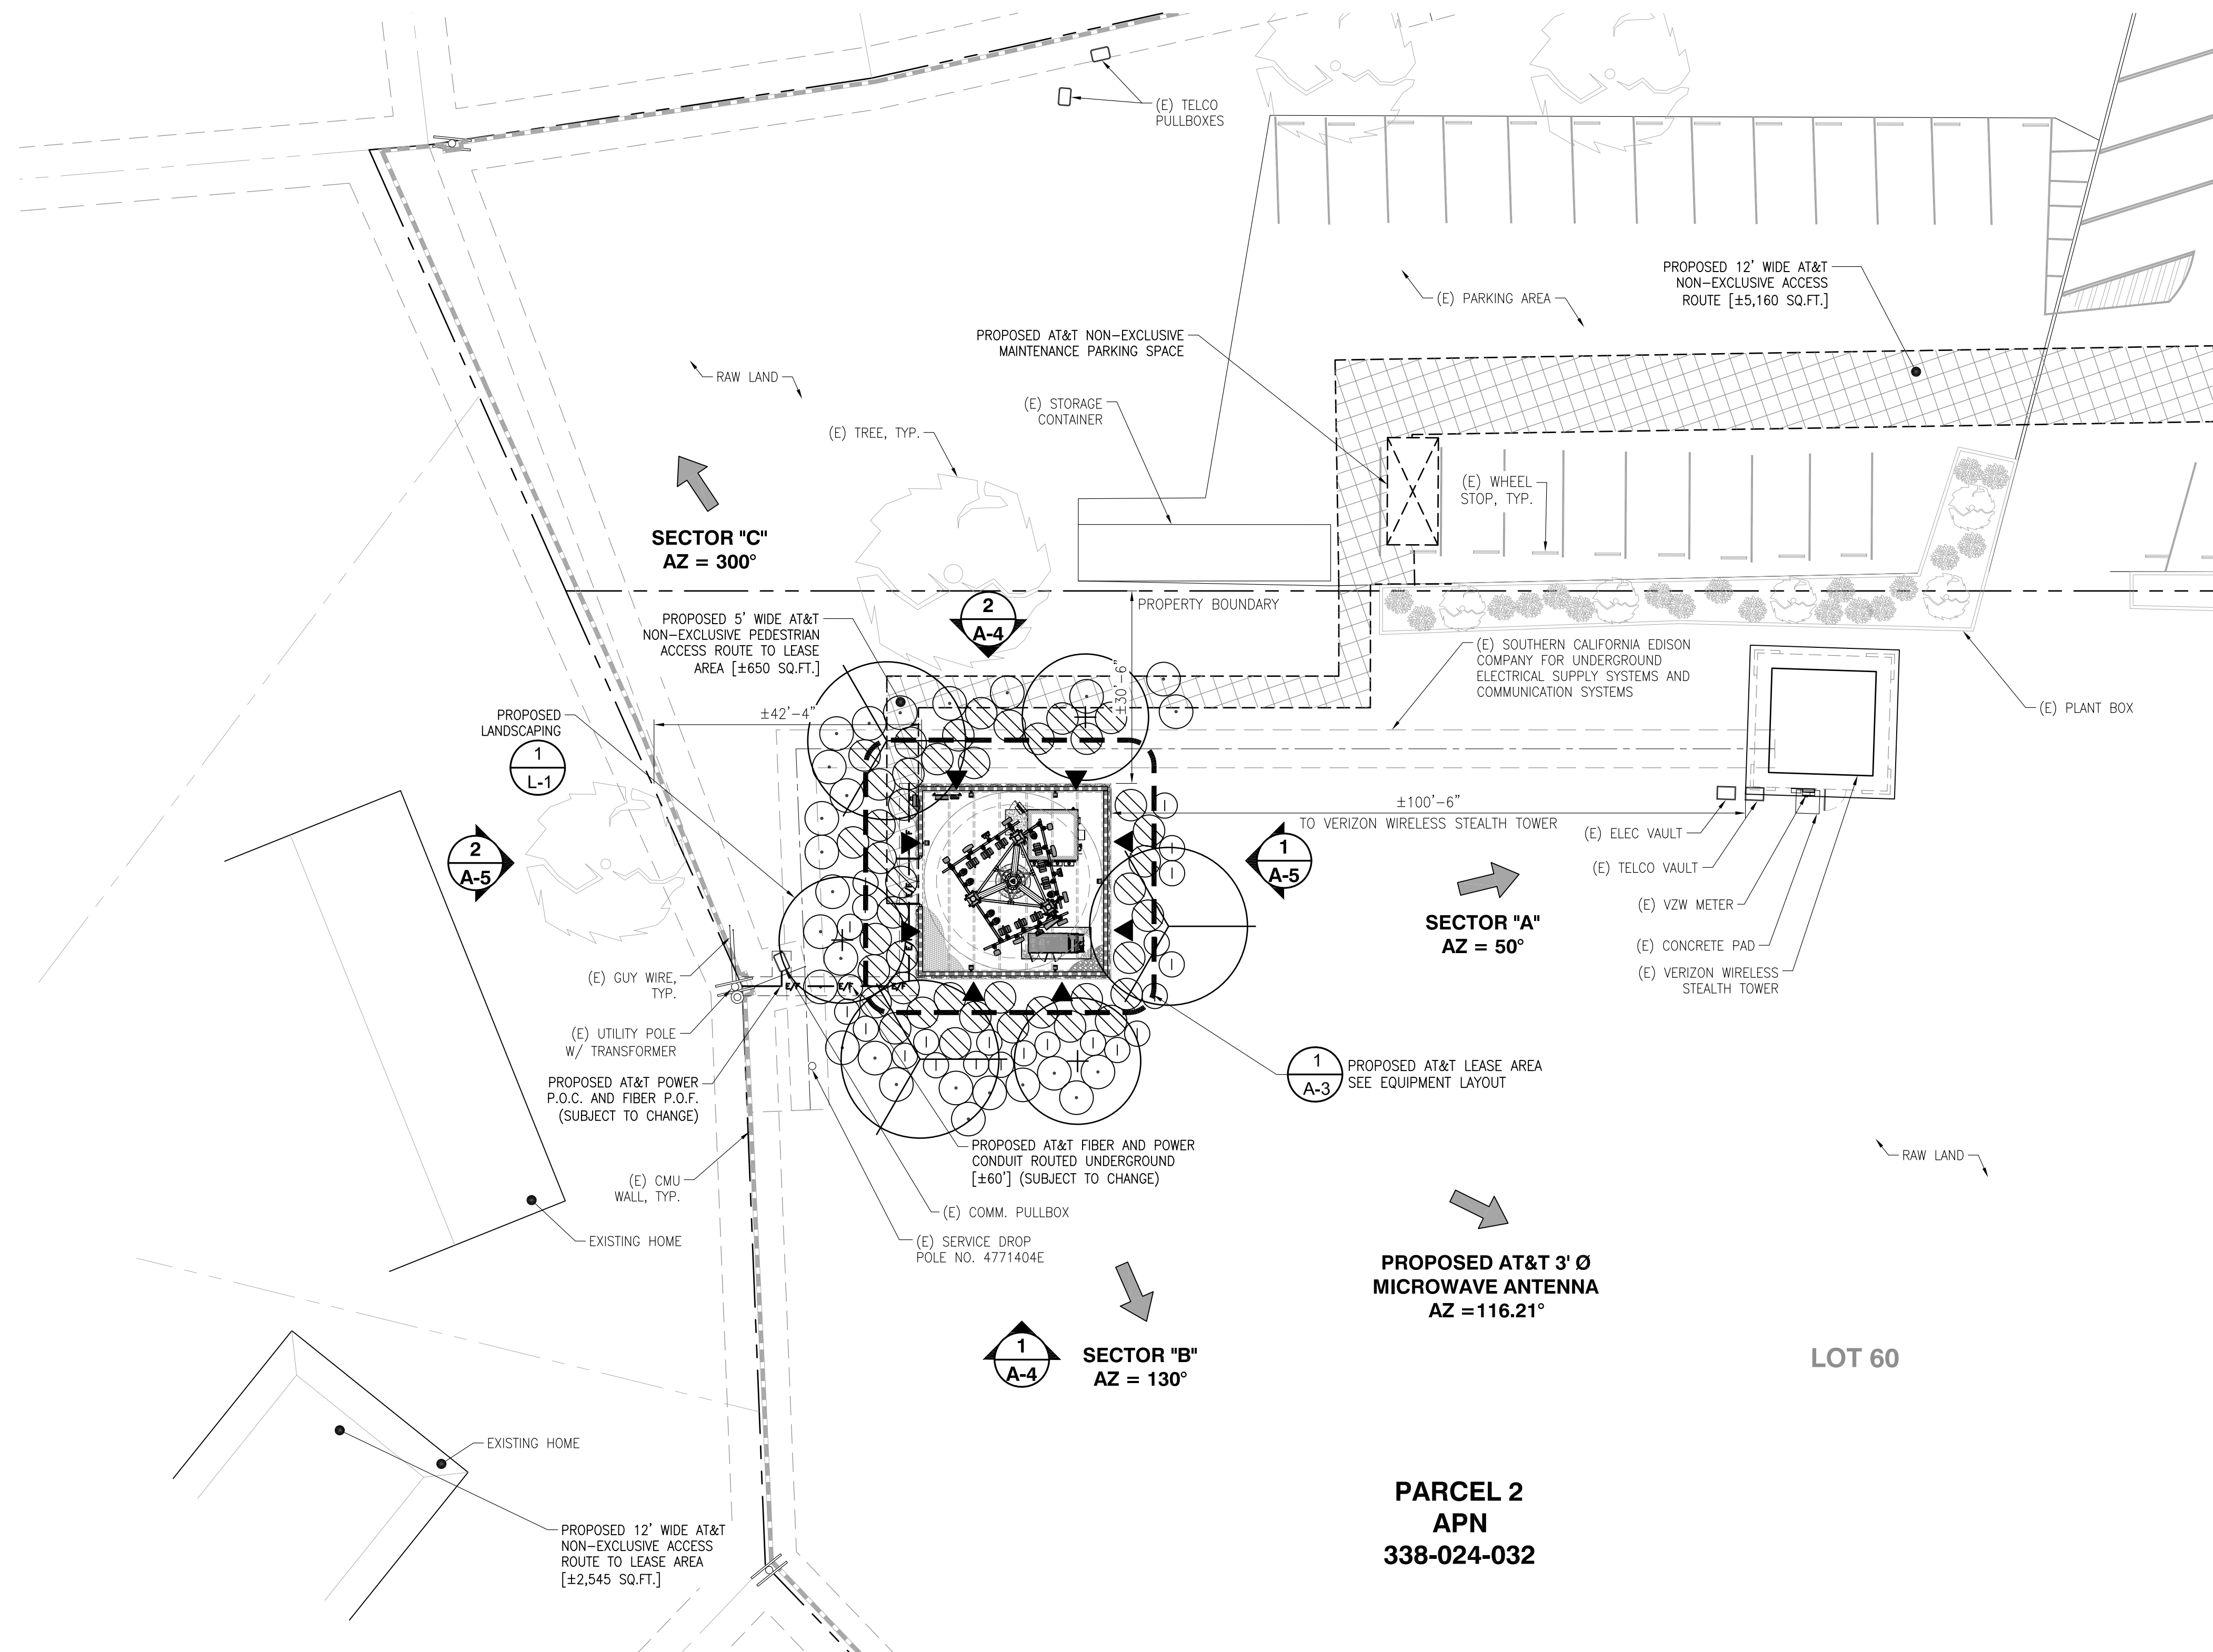 (E) TELCO
PULLBOXES
PROPOSED 12' WIDE AT&T
NON-EXCLUSIVE ACCESS
ROUTE [±5,160 SQ.FT.]
(E) PARKING AREA
PROPOSED AT&T NON-EXCLUSIVE
MAINTENANCE PARKING SPACE
RAW LAND
(E) STORAGE
CONTAINER
(E) TREE, TYP.
(E) WHEEL
STOP, TYP.
SECTOR "C"
AZ = 300°
PROPERTY BOUNDARY
2
A-4
PROPOSED 5' WIDE AT&T
NON-EXCLUSIVE PEDESTRIAN
ACCESS ROUTE TO LEASE
AREA [±650 SQ.FT.]
±30'-6"
(E) SOUTHERN CALIFORNIA EDISON
COMPANY FOR UNDERGROUND
ELECTRICAL SUPPLY SYSTEMS AND
COMMUNICATION SYSTEMS
(E) PLANT BOX
±42'-4"
PROPOSED
LANDSCAPING
1
L-1
±100'-6"
TO VERIZON WIRELESS STEALTH TOWER
(E) ELEC VAULT
2
A-5
1
A-5
(E) TELCO VAULT
(E) VZW METER
SECTOR "A"
AZ = 50°
(E) CONCRETE PAD
(E) VERIZON WIRELESS
STEALTH TOWER
(E) GUY WIRE,
TYP.
E/F
E/F
E/F
E/F
E/F
(E) UTILITY POLE
W/ TRANSFORMER
1
A-3
PROPOSED AT&T LEASE AREA
SEE EQUIPMENT LAYOUT
PROPOSED AT&T POWER
P.O.C. AND FIBER P.O.F.
(SUBJECT TO CHANGE)
PROPOSED AT&T FIBER AND POWER
CONDUIT ROUTED UNDERGROUND
[±60'] (SUBJECT TO CHANGE)
RAW LAND
(E) CMU
WALL, TYP.
(E) COMM. PULLBOX
EXISTING HOME
(E) SERVICE DROP
POLE NO. 4771404E
PROPOSED AT&T 3' Ø
MICROWAVE ANTENNA
AZ =116.21°
1
A-4
SECTOR "B"
AZ = 130°
LOT 60
EXISTING HOME
PARCEL 2
APN
338-024-032
PROPOSED 12' WIDE AT&T
NON-EXCLUSIVE ACCESS
ROUTE TO LEASE AREA
[±2,545 SQ.FT.]